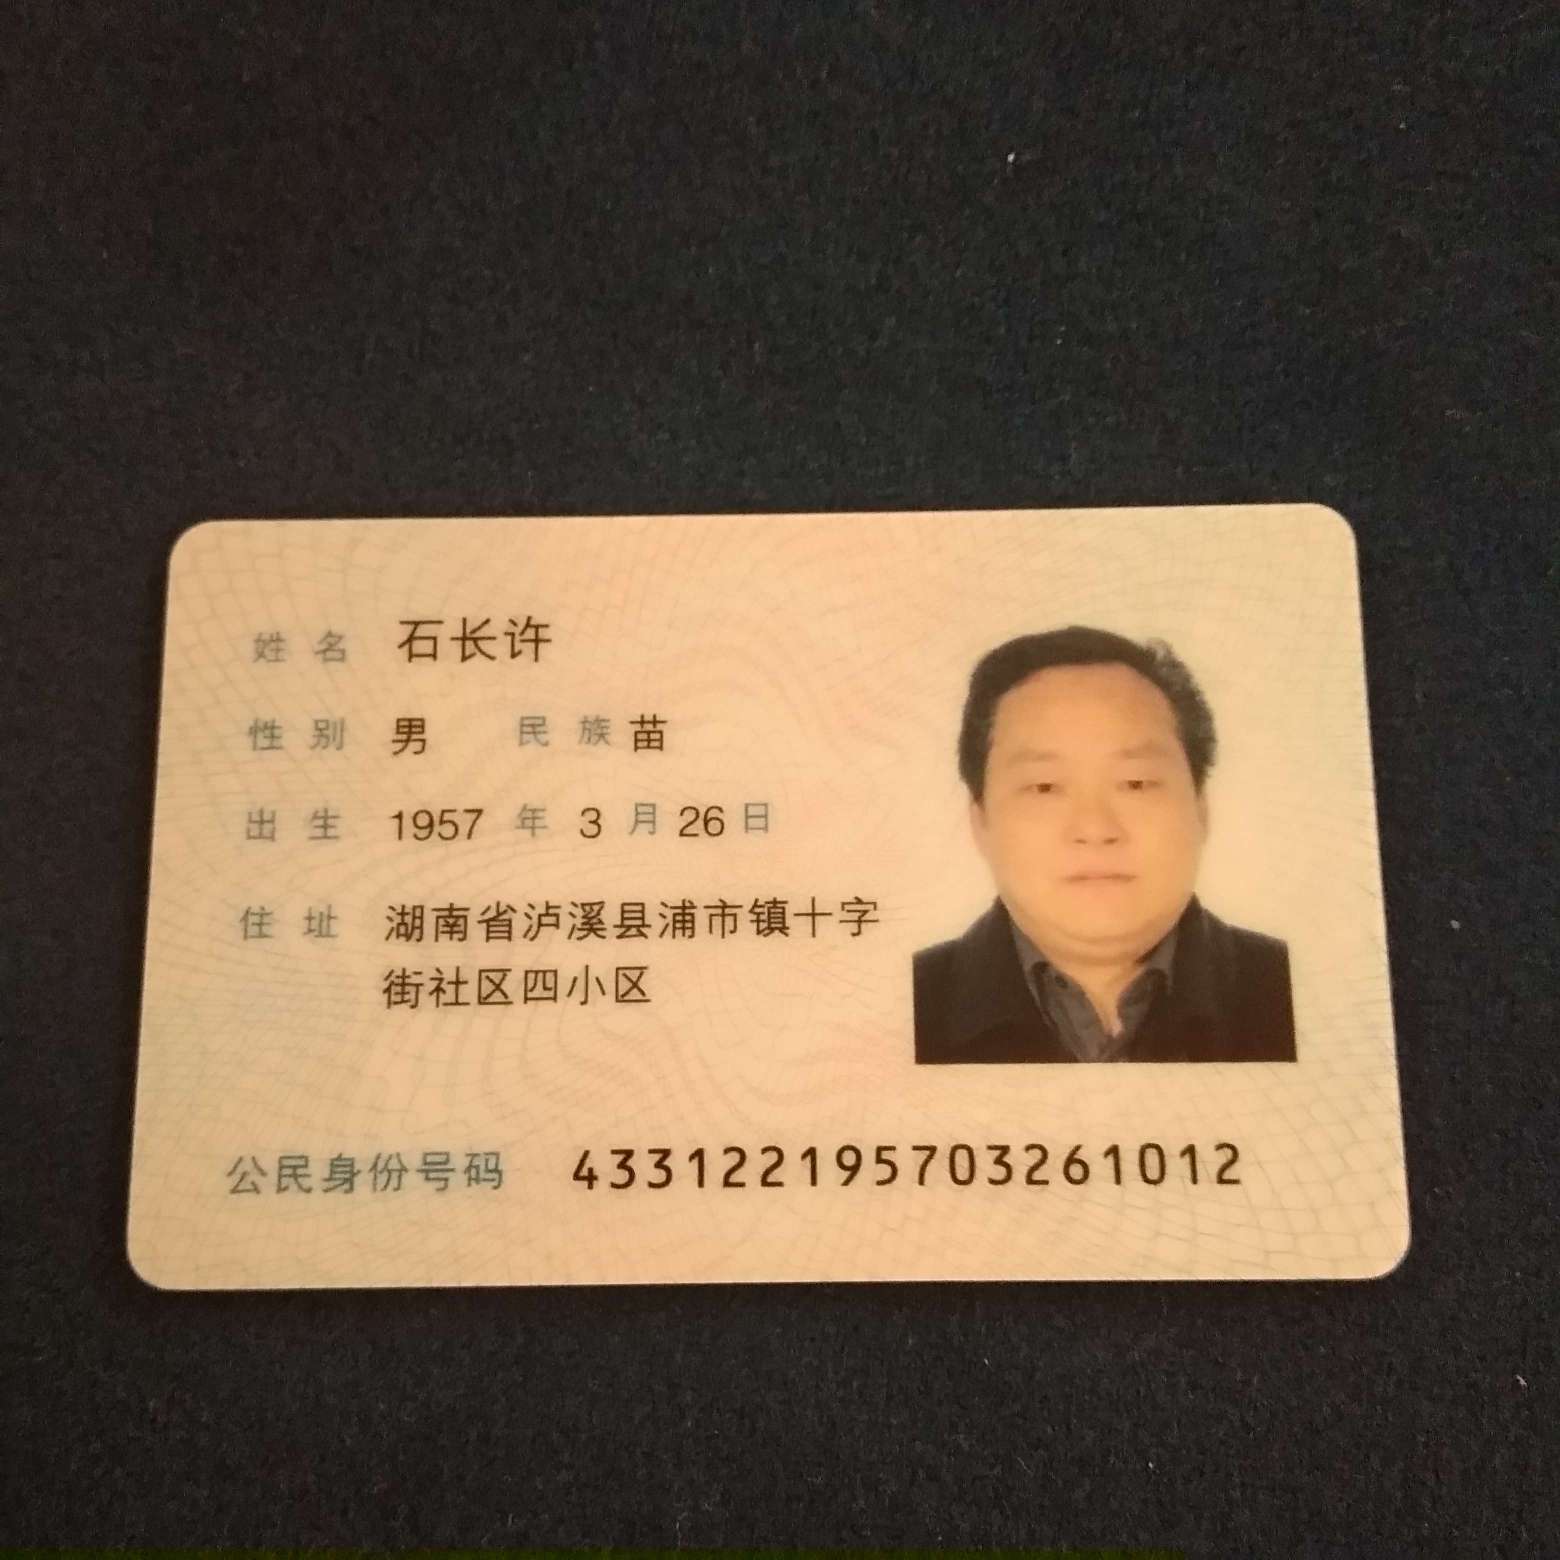 姓名 石长许
性别 男 民族 苗
出生 1957 年 3 月 26 日
住址 湖南省泸溪县浦市镇十字
街社区四小区
公民身份号码 433122195703261012